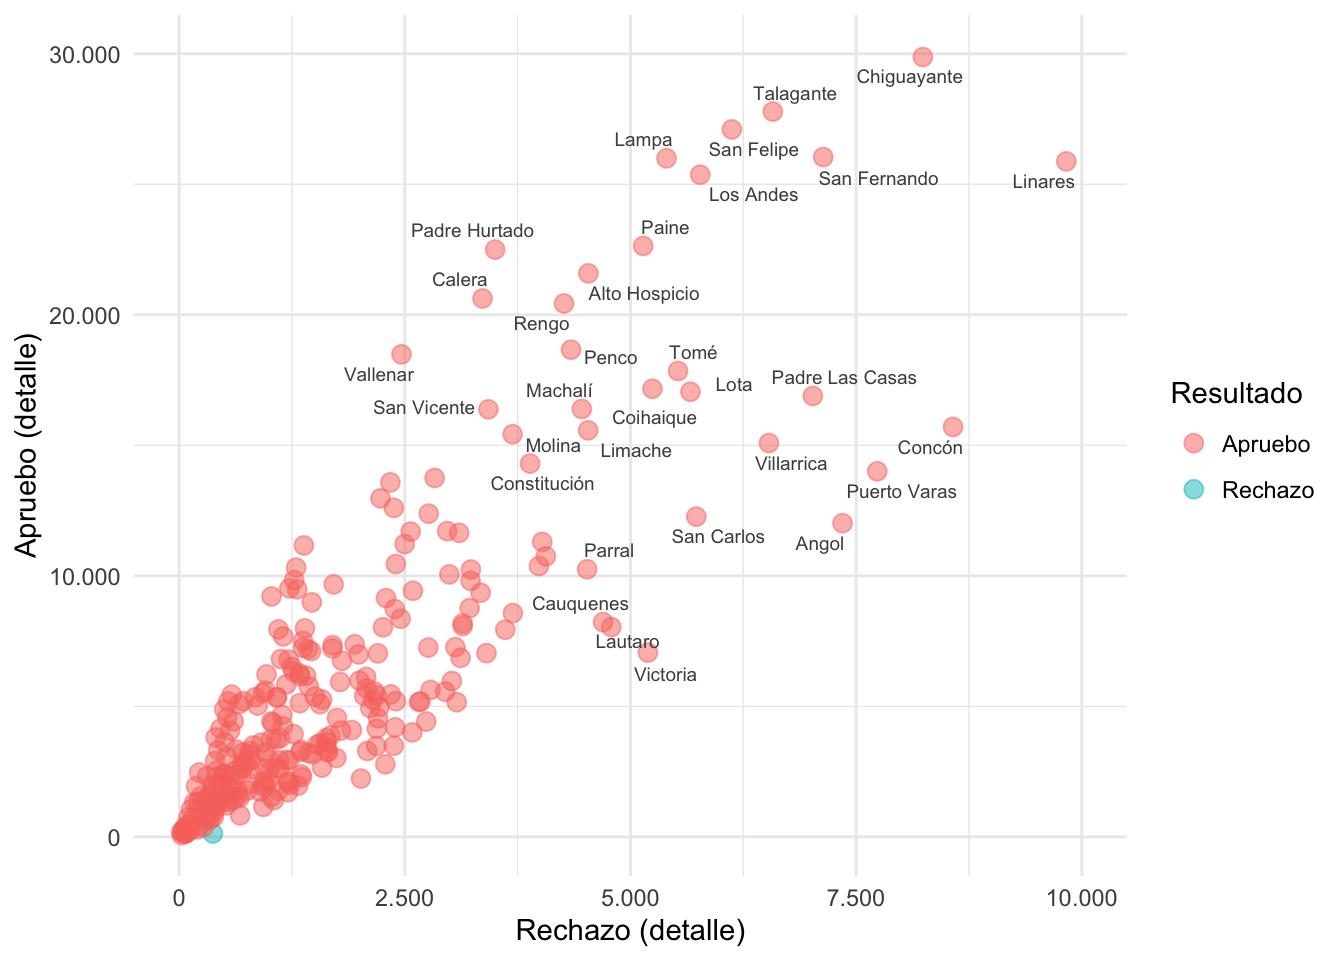 30.000
20.000
10.000
0
Apruebo (detalle)
Chiguayante
Talagante
Lampa
San Felipe
San Fernando
Linares
Los Andes
Padre Hurtado
Paine
Calera
Alto Hospicio
Rengo
Penco
Tomé
Vallenar
Machalí
Lota
Padre Las Casas
San Vicente
Coihaique
Molina
Limache
Concón
Villarrica
Constitución
Puerto Varas
San Carlos
Angol
Parral
Cauquenes
Lautaro
Victoria
0
2.500
5.000
7.500
10.000
Rechazo (detalle)
Resultado
Apruebo
Rechazo